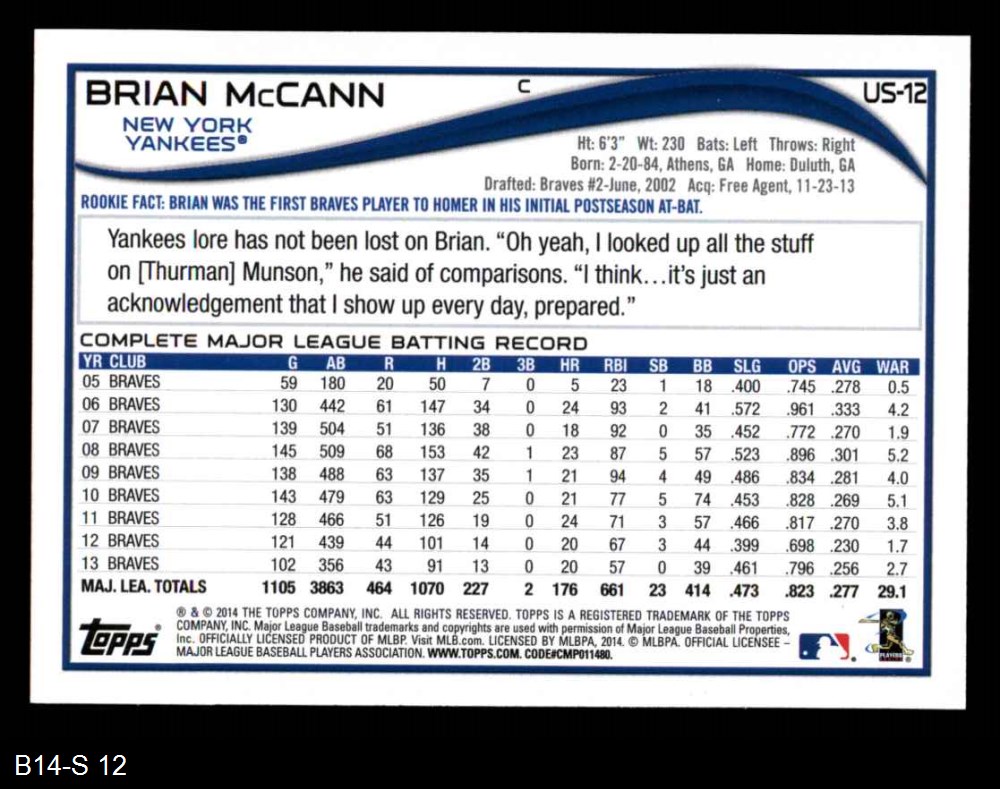 BRIAN McCANN C US-12
NEW YORK
YANKEES®
Ht: 6'3" Wt: 230 Bats: Left Throws: Right
Born: 2-20-84, Athens, GA Home: Duluth, GA
Drafted: Braves #2-June, 2002 Acq: Free Agent, 11-23-13
ROOKIE FACT: BRIAN WAS THE FIRST BRAVES PLAYER TO HOMER IN HIS INITIAL POSTSEASON AT-BAT.
Yankees lore has not been lost on Brian. “Oh yeah, I looked up all the stuff
on [Thurman] Munson,” he said of comparisons. “I think…it's just an
acknowledgement that I show up every day, prepared.”
COMPLETE MAJOR LEAGUE BATTING RECORD
YR CLUB G AB R H 2B 3B HR RBI SB BB SLG OPS AVG WAR
05 BRAVES 59 180 20 50 7 0 5 23 1 18 .400 .745 .278 0.5
06 BRAVES 130 442 61 147 34 0 24 93 2 41 .572 .961 .333 4.2
07 BRAVES 139 504 51 136 38 0 18 92 0 35 .452 .772 .270 1.9
08 BRAVES 145 509 68 153 42 1 23 87 5 57 .523 .896 .301 5.2
09 BRAVES 138 488 63 137 35 1 21 94 4 49 .486 .834 .281 4.0
10 BRAVES 143 479 63 129 25 0 21 77 5 74 .453 .828 .269 5.1
11 BRAVES 128 466 51 126 19 0 24 71 3 57 .466 .817 .270 3.8
12 BRAVES 121 439 44 101 14 0 20 67 3 44 .399 .698 .230 1.7
13 BRAVES 102 356 43 91 13 0 20 57 0 39 .461 .796 .256 2.7
MAJ. LEA. TOTALS 1105 3863 464 1070 227 2 176 661 23 414 .473 .823 .277 29.1
® & © 2014 THE TOPPS COMPANY, INC. ALL RIGHTS RESERVED. TOPPS IS A REGISTERED TRADEMARK OF THE TOPPS
COMPANY, INC. Major League Baseball trademarks and copyrights are used with permission of Major League Baseball Properties,
Inc. OFFICIALLY LICENSED PRODUCT OF MLBP. Visit MLB.com. LICENSED BY MLBPA, 2014. © MLBPA. OFFICIAL LICENSEE –
MAJOR LEAGUE BASEBALL PLAYERS ASSOCIATION. WWW.TOPPS.COM. CODE#CMP011480.
Topps®
PLAYERS
B14-S 12